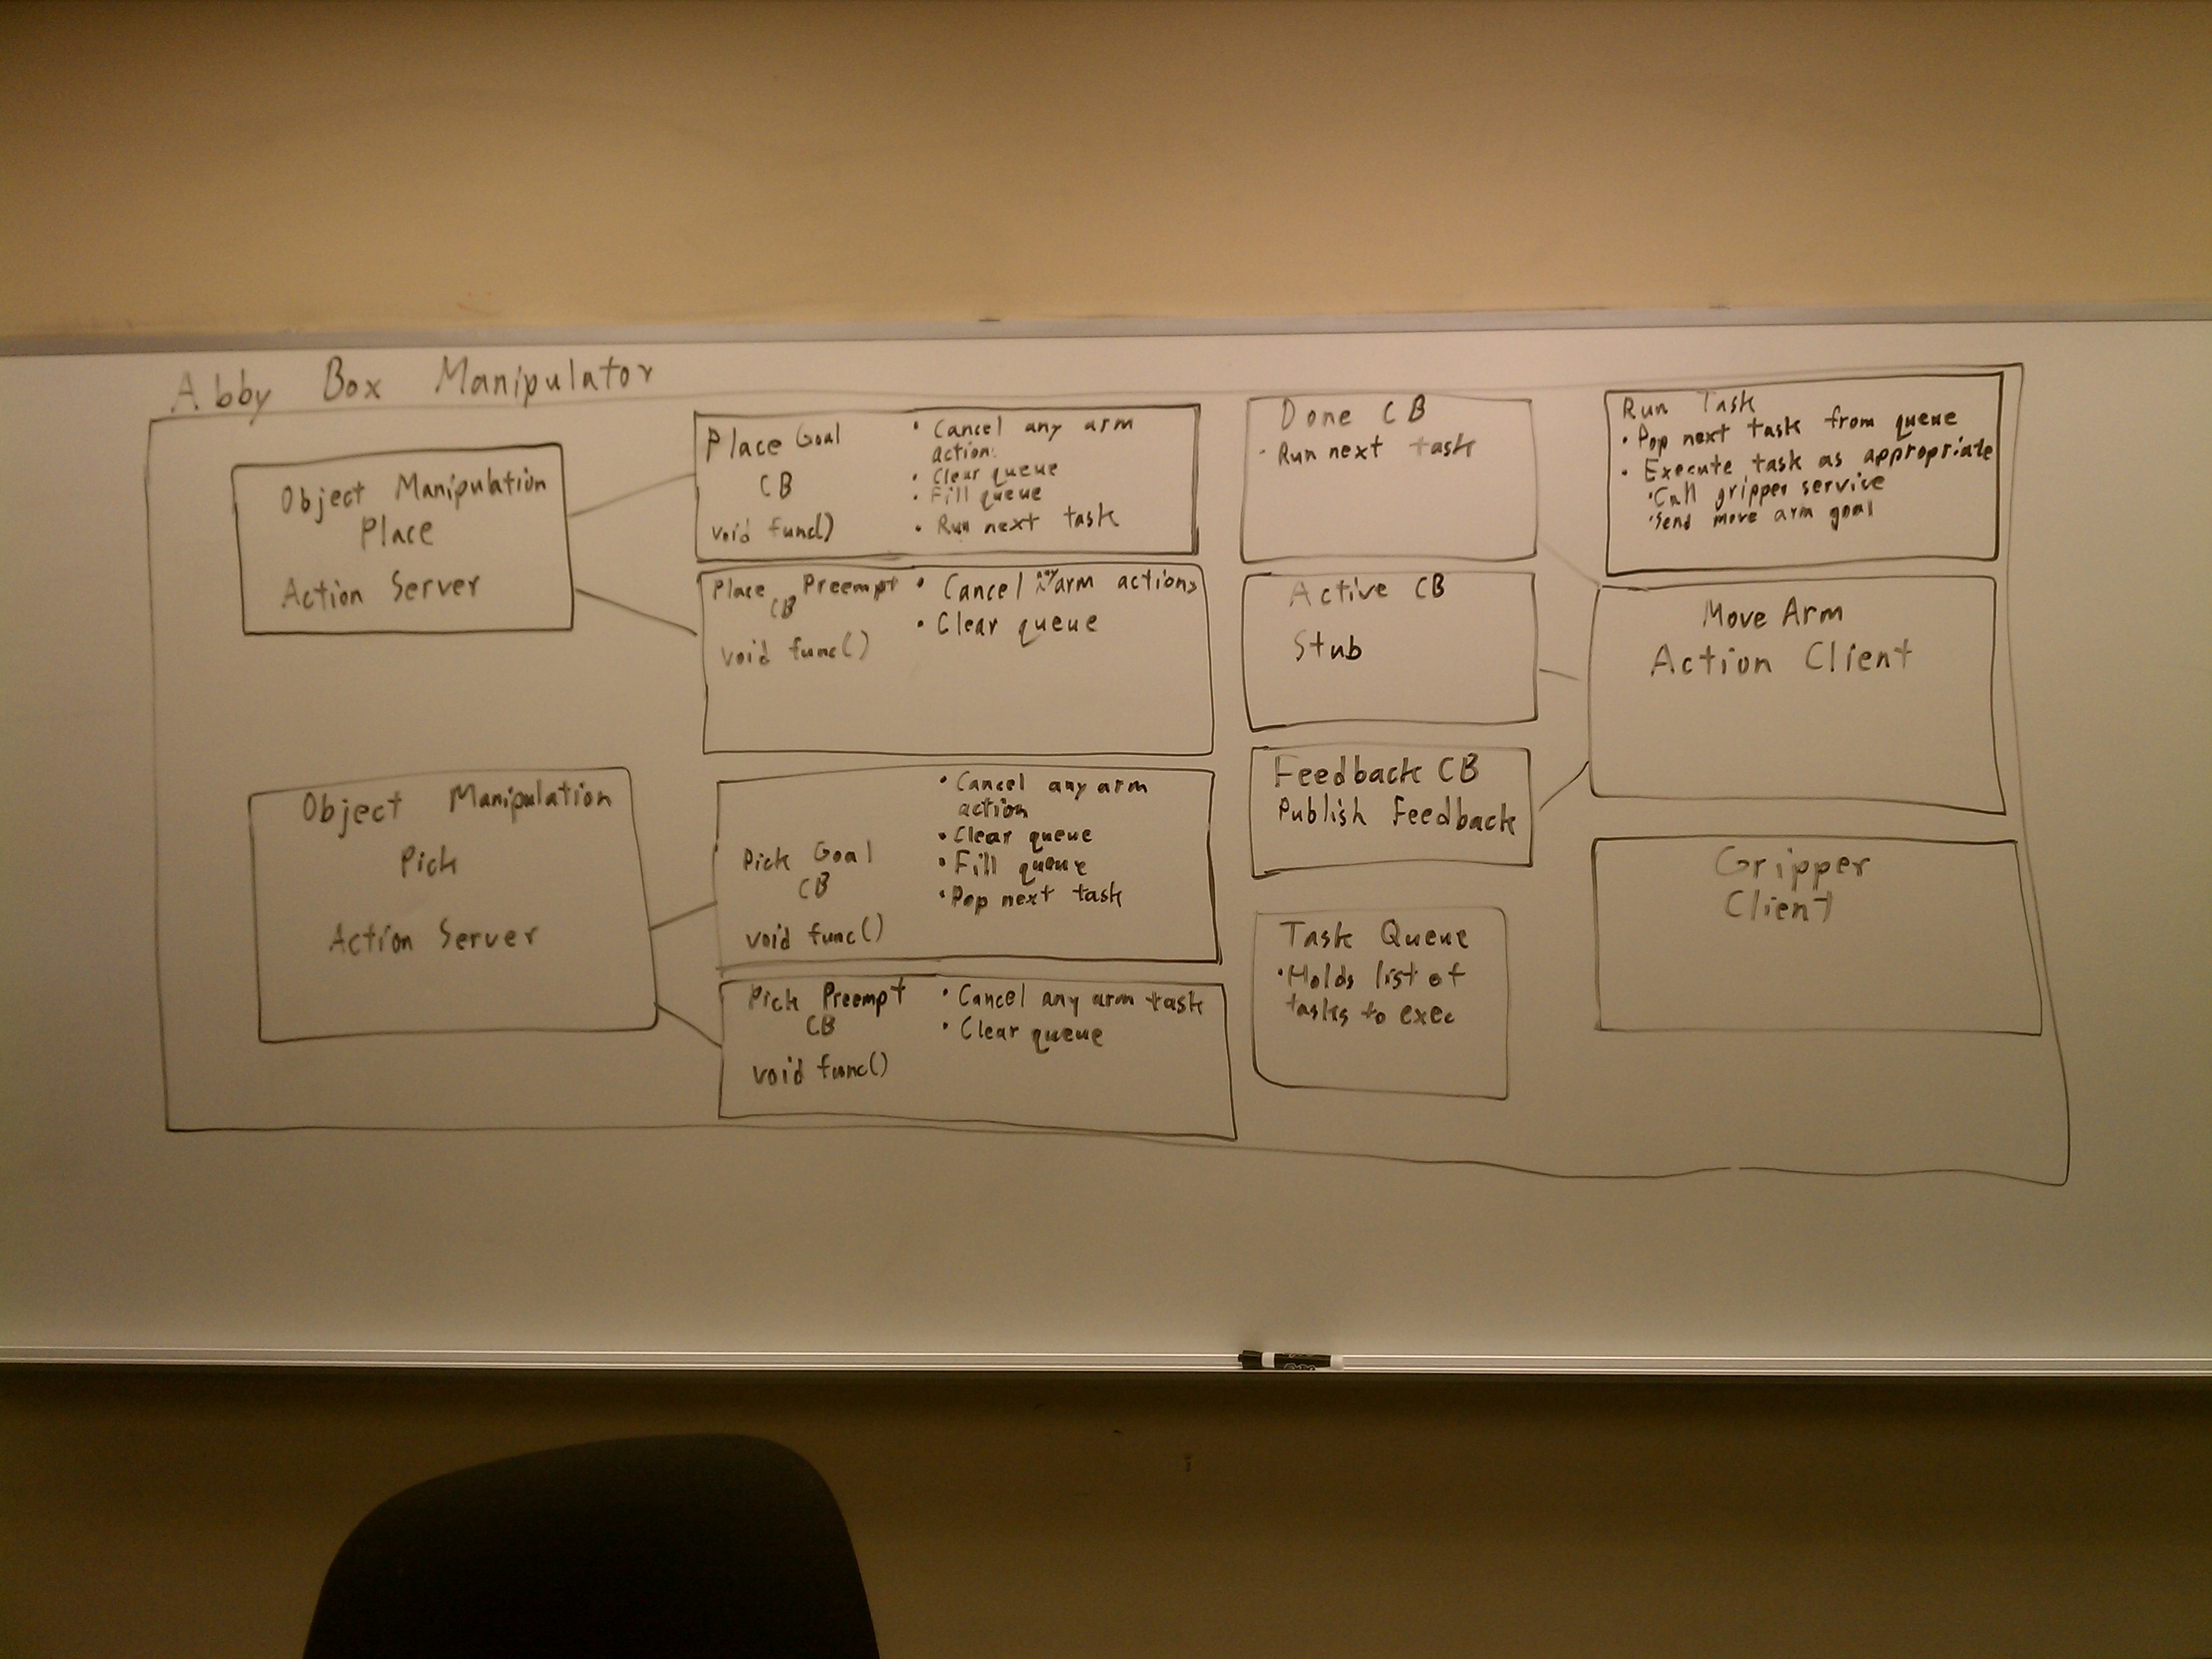 Abby Box Manipulator
Object Manipulation
Place
Action Server
Place Goal
CB
void func()
• Cancel any arm
action
• Clear queue
• Fill queue
• Run next task
Place Preempt
CB
void func()
• Cancel any arm actions
• Clear queue
Object Manipulation
Pick
Action Server
Pick Goal
CB
void func()
• Cancel any arm
action
• Clear queue
• Fill queue
• Pop next task
Pick Preempt
CB
void func()
• Cancel any arm task
• Clear queue
Done CB
• Run next task
Active CB
Stub
Feedback CB
Publish Feedback
Task Queue
• Holds list of
tasks to exec
Run Task
• Pop next task from queue
• Execute task as appropriate
• Call gripper service
• Send move arm goal
Move Arm
Action Client
Gripper
Client